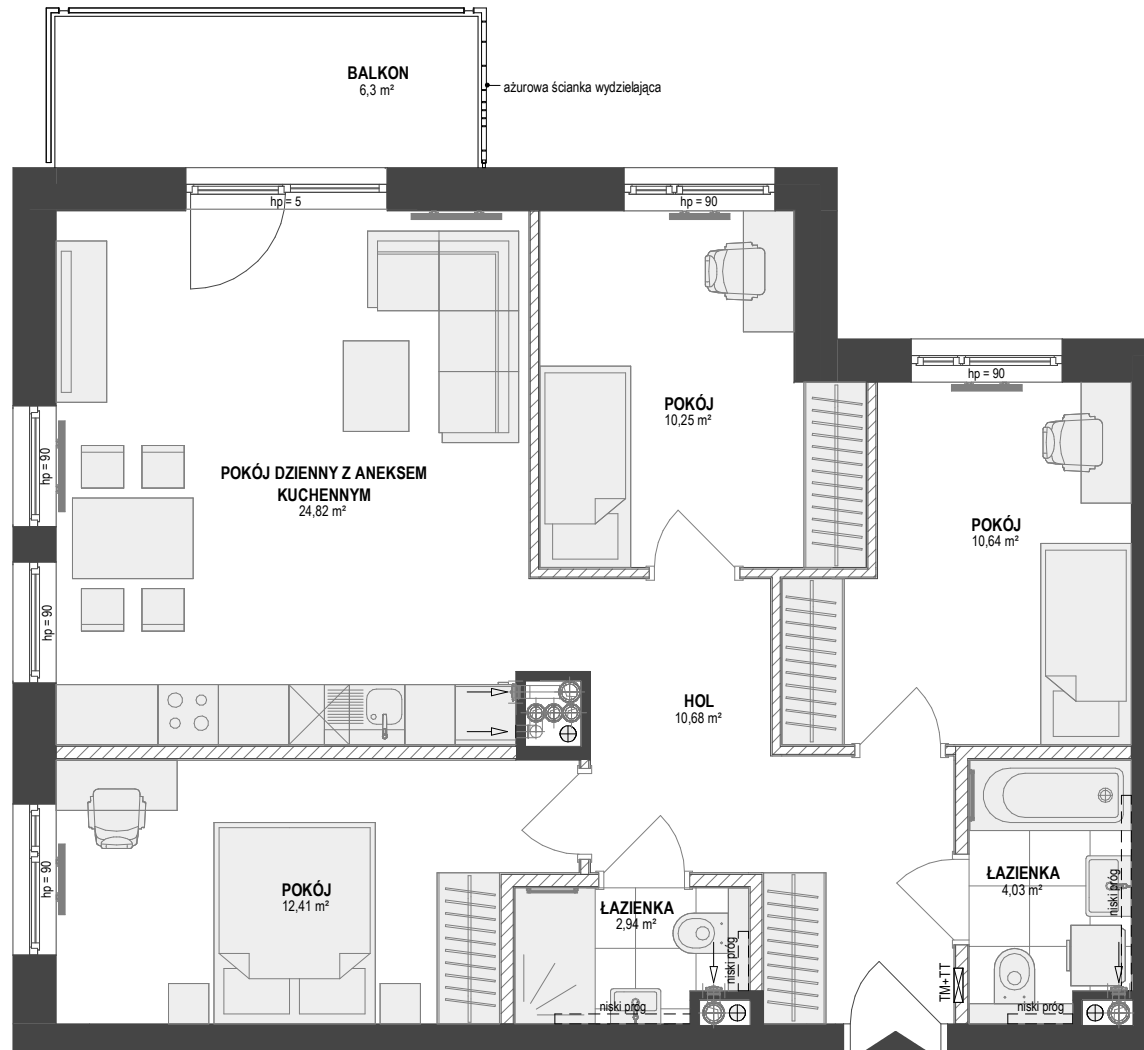 BALKON
6,3 m²
ażurowa ścianka wydzielająca
hp = 5
hp = 90
hp = 90
POKÓJ
10,25 m²
hp = 90
POKÓJ DZIENNY Z ANEKSEM
KUCHENNYM
24,82 m²
POKÓJ
10,64 m²
hp = 90
HOL
10,68 m²
hp = 90
POKÓJ
12,41 m²
ŁAZIENKA
2,94 m²
niski próg
niski próg
ŁAZIENKA
4,03 m²
niski próg
TM+TT
niski próg